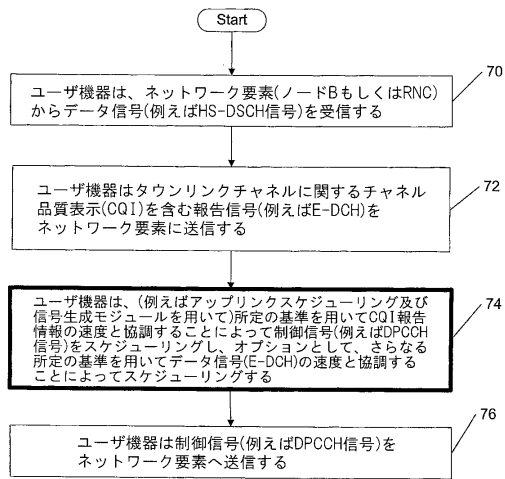 Start
70
ユーザ機器は、ネットワーク要素(ノードBもしくはRNC)
からデータ信号(例えばHS-DSCH信号)を受信する
72
ユーザ機器はタウンリンクチャネルに関するチャネル
品質表示(CQI)を含む報告信号(例えばE-DCH)を
ネットワーク要素に送信する
74
ユーザ機器は、(例えばアップリンクスケジューリング及び
信号生成モジュールを用いて)所定の基準を用いてCQI報告
情報の速度と協調することによって制御信号(例えばDPCCH
信号)をスケジューリングし、オプションとして、さらなる
所定の基準を用いてデータ信号(E-DCH)の速度と協調する
ことによってスケジューリングする
76
ユーザ機器は制御信号(例えばDPCCH信号)を
ネットワーク要素へ送信する